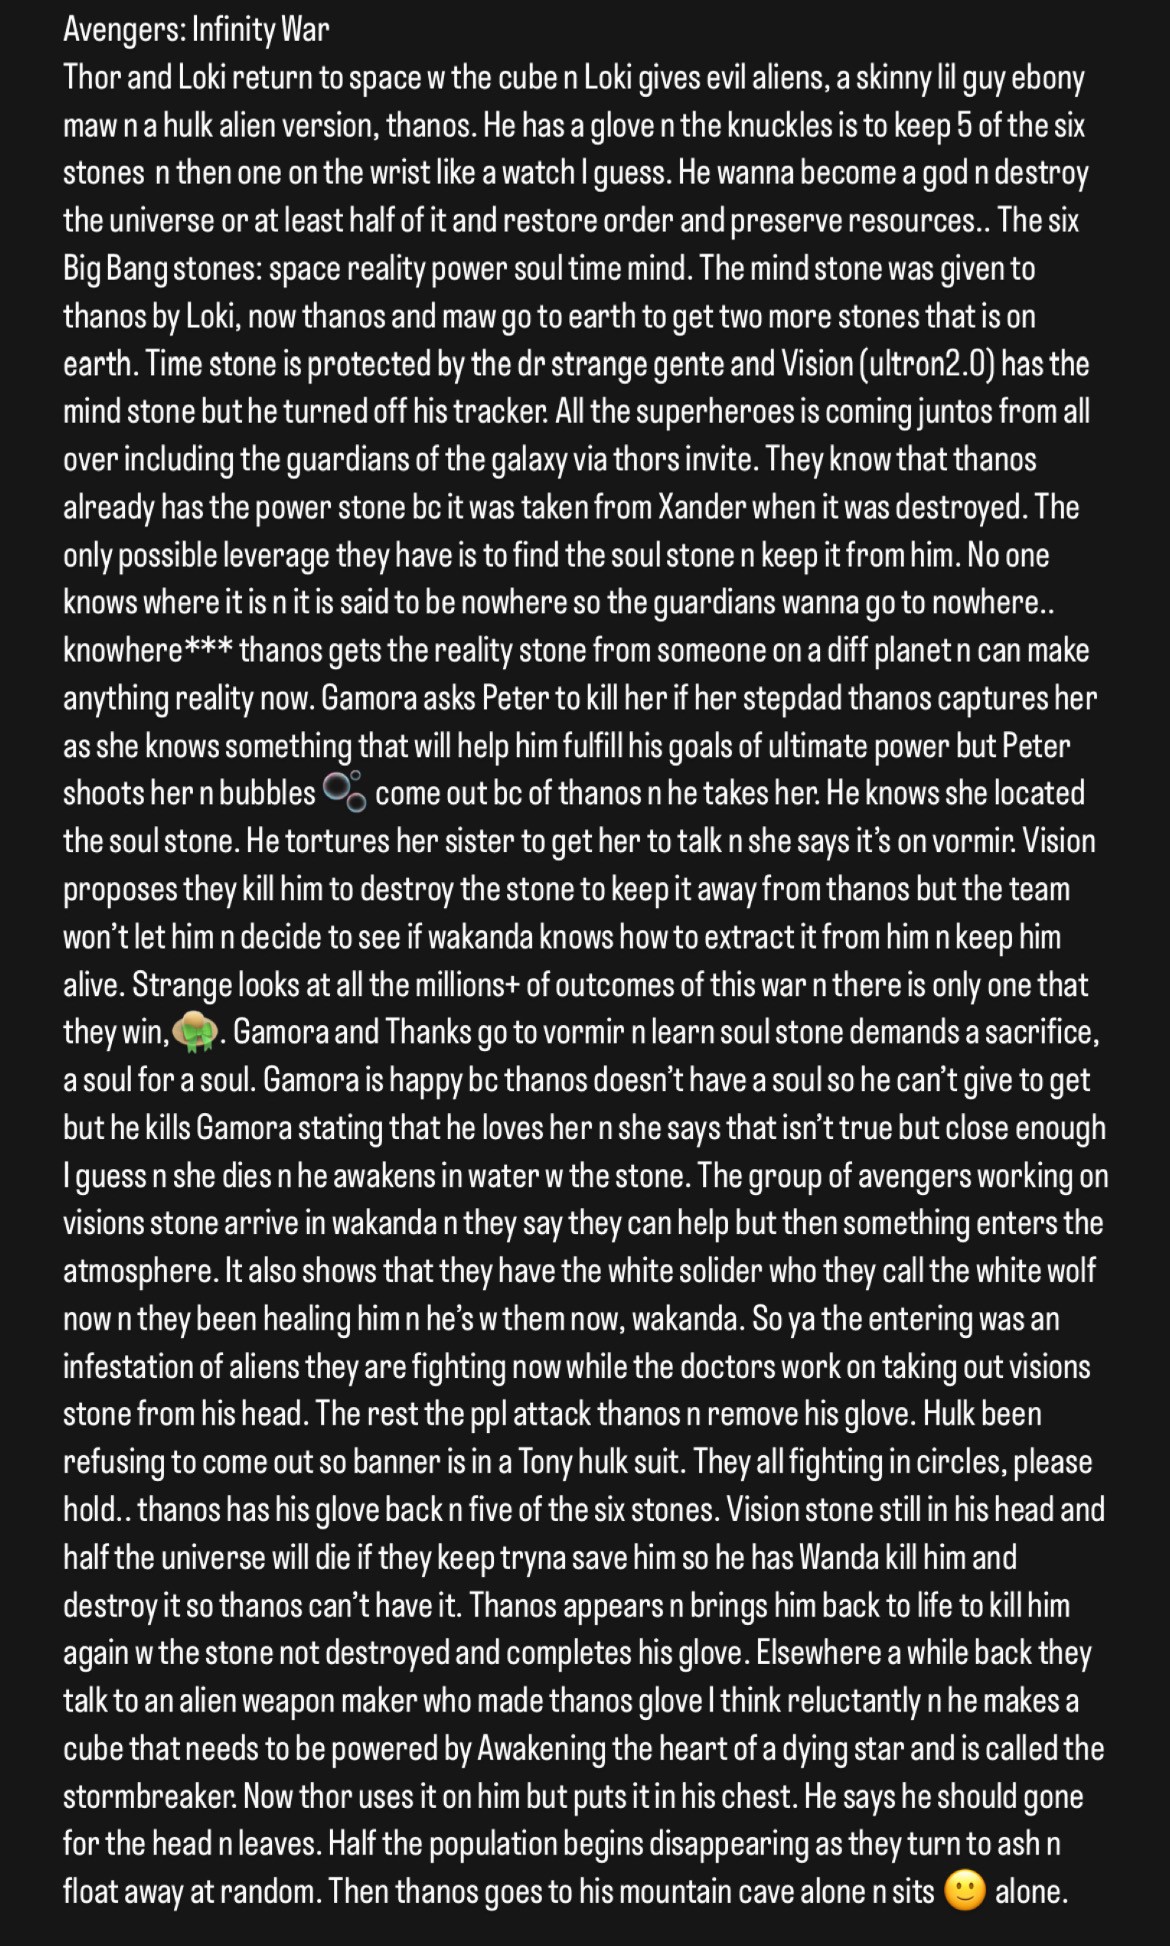 Avengers: Infinity War
Thor and Loki return to space w the cube n Loki gives evil aliens, a skinny lil guy ebony
maw n a hulk alien version, thanos. He has a glove n the knuckles is to keep 5 of the six
stones  n then one on the wrist like a watch I guess. He wanna become a god n destroy
the universe or at least half of it and restore order and preserve resources.. The six
Big Bang stones: space reality power soul time mind. The mind stone was given to
thanos by Loki, now thanos and maw go to earth to get two more stones that is on
earth. Time stone is protected by the dr strange gente and Vision (ultron2.0) has the
mind stone but he turned off his tracker. All the superheroes is coming juntos from all
over including the guardians of the galaxy via thors invite. They know that thanos
already has the power stone bc it was taken from Xander when it was destroyed. The
only possible leverage they have is to find the soul stone n keep it from him. No one
knows where it is n it is said to be nowhere so the guardians wanna go to nowhere..
knowhere*** thanos gets the reality stone from someone on a diff planet n can make
anything reality now. Gamora asks Peter to kill her if her stepdad thanos captures her
as she knows something that will help him fulfill his goals of ultimate power but Peter
shoots her n bubbles 🫧 come out bc of thanos n he takes her. He knows she located
the soul stone. He tortures her sister to get her to talk n she says it’s on vormir. Vision
proposes they kill him to destroy the stone to keep it away from thanos but the team
won’t let him n decide to see if wakanda knows how to extract it from him n keep him
alive. Strange looks at all the millions+ of outcomes of this war n there is only one that
they win,👒. Gamora and Thanks go to vormir n learn soul stone demands a sacrifice,
a soul for a soul. Gamora is happy bc thanos doesn’t have a soul so he can’t give to get
but he kills Gamora stating that he loves her n she says that isn’t true but close enough
I guess n she dies n he awakens in water w the stone. The group of avengers working on
visions stone arrive in wakanda n they say they can help but then something enters the
atmosphere. It also shows that they have the white solider who they call the white wolf
now n they been healing him n he’s w them now, wakanda. So ya the entering was an
infestation of aliens they are fighting now while the doctors work on taking out visions
stone from his head. The rest the ppl attack thanos n remove his glove. Hulk been
refusing to come out so banner is in a Tony hulk suit. They all fighting in circles, please
hold.. thanos has his glove back n five of the six stones. Vision stone still in his head and
half the universe will die if they keep tryna save him so he has Wanda kill him and
destroy it so thanos can’t have it. Thanos appears n brings him back to life to kill him
again w the stone not destroyed and completes his glove. Elsewhere a while back they
talk to an alien weapon maker who made thanos glove I think reluctantly n he makes a
cube that needs to be powered by Awakening the heart of a dying star and is called the
stormbreaker. Now thor uses it on him but puts it in his chest. He says he should gone
for the head n leaves. Half the population begins disappearing as they turn to ash n
float away at random. Then thanos goes to his mountain cave alone n sits 🙂 alone.